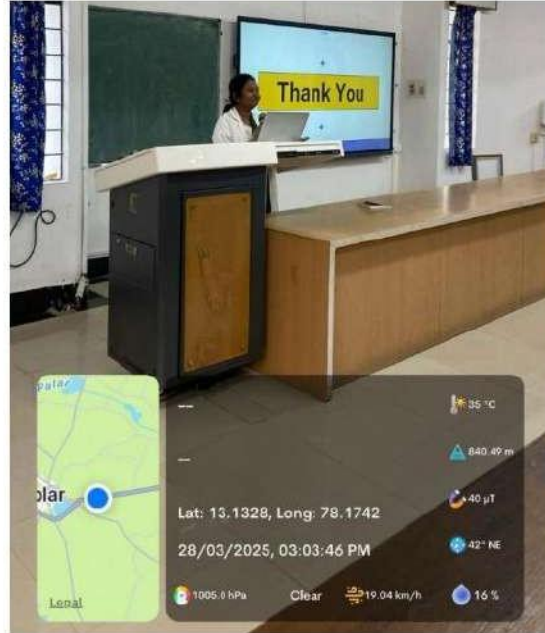 Thank You
Palar
olar
Legal
--
--
Lat: 13.1328, Long: 78.1742
28/03/2025, 03:03:46 PM
1005.0 hPa Clear 19.04 km/h
35 °C
840.49 m
40 µT
42° NE
16 %